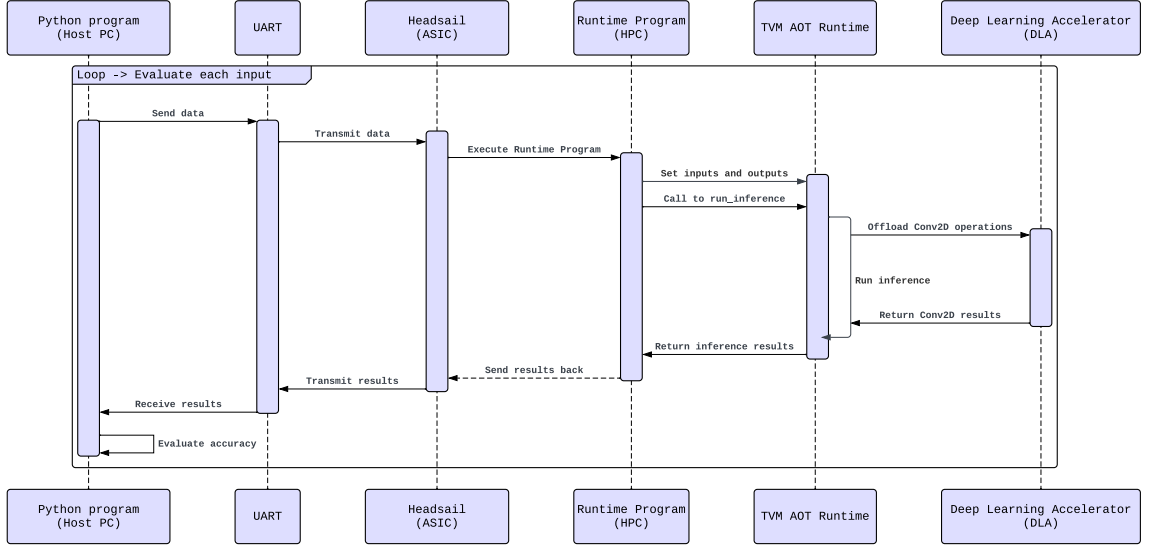 Python program
(Host PC)
UART
Headsail
(ASIC)
Runtime Program
(HPC)
TVM AOT Runtime
Deep Learning Accelerator
(DLA)
Loop -> Evaluate each input
Send data
Transmit data
Execute Runtime Program
Set inputs and outputs
Call to run_inference
Offload Conv2D operations
Run inference
Return Conv2D results
Return inference results
Send results back
Transmit results
Receive results
Evaluate accuracy
Python program
(Host PC)
UART
Headsail
(ASIC)
Runtime Program
(HPC)
TVM AOT Runtime
Deep Learning Accelerator
(DLA)